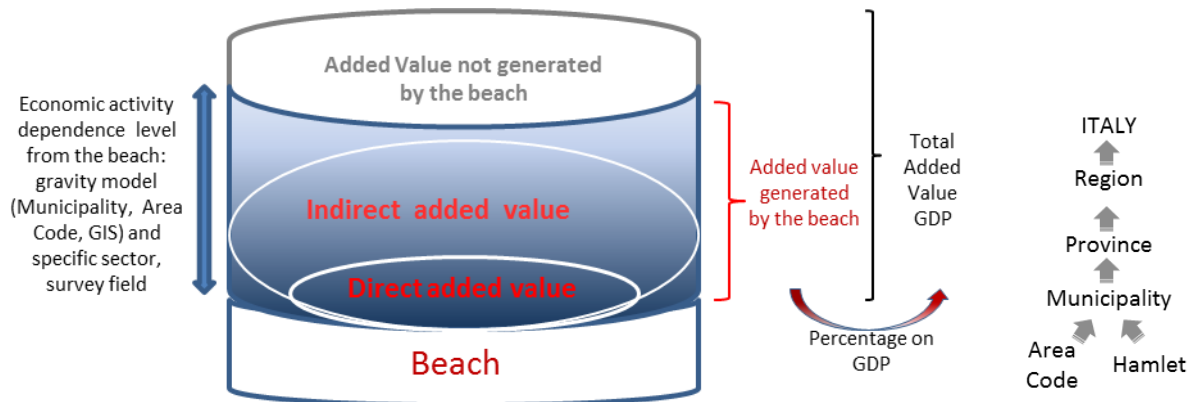 Economic activity
dependence level
from the beach:
gravity model
(Municipality, Area
Code, GIS) and
specific sector,
survey field
Added Value not generated
by the beach
Indirect added value
Direct added value
Beach
Added value
generated
by the beach
Total
Added
Value
GDP
Percentage on
GDP
ITALY
Region
Province
Municipality
Area
Code
Hamlet